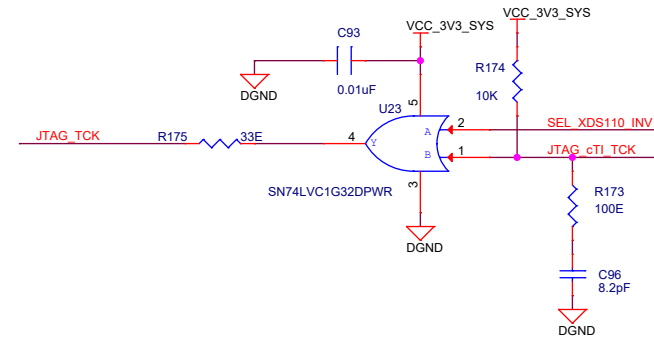 VCC_3V3_SYS
C93
VCC_3V3_SYS
R174
DGND
0.01uF
10K
5
U23
JTAG_TCK
R175
33E
4
Y
A
2
SEL_XDS110_INV
B
1
JTAG_cTI_TCK
3
SN74LVC1G32DPWR
R173
100E
DGND
C96
8.2pF
DGND